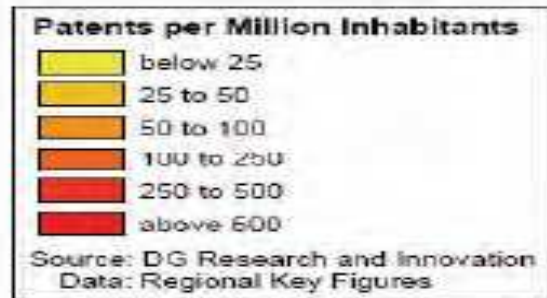 Patents per Million Inhabitants
below 25
25 to 50
50 to 100
100 to 250
250 to 500
above 500
Source: DG Research and Innovation
Data: Regional Key Figures